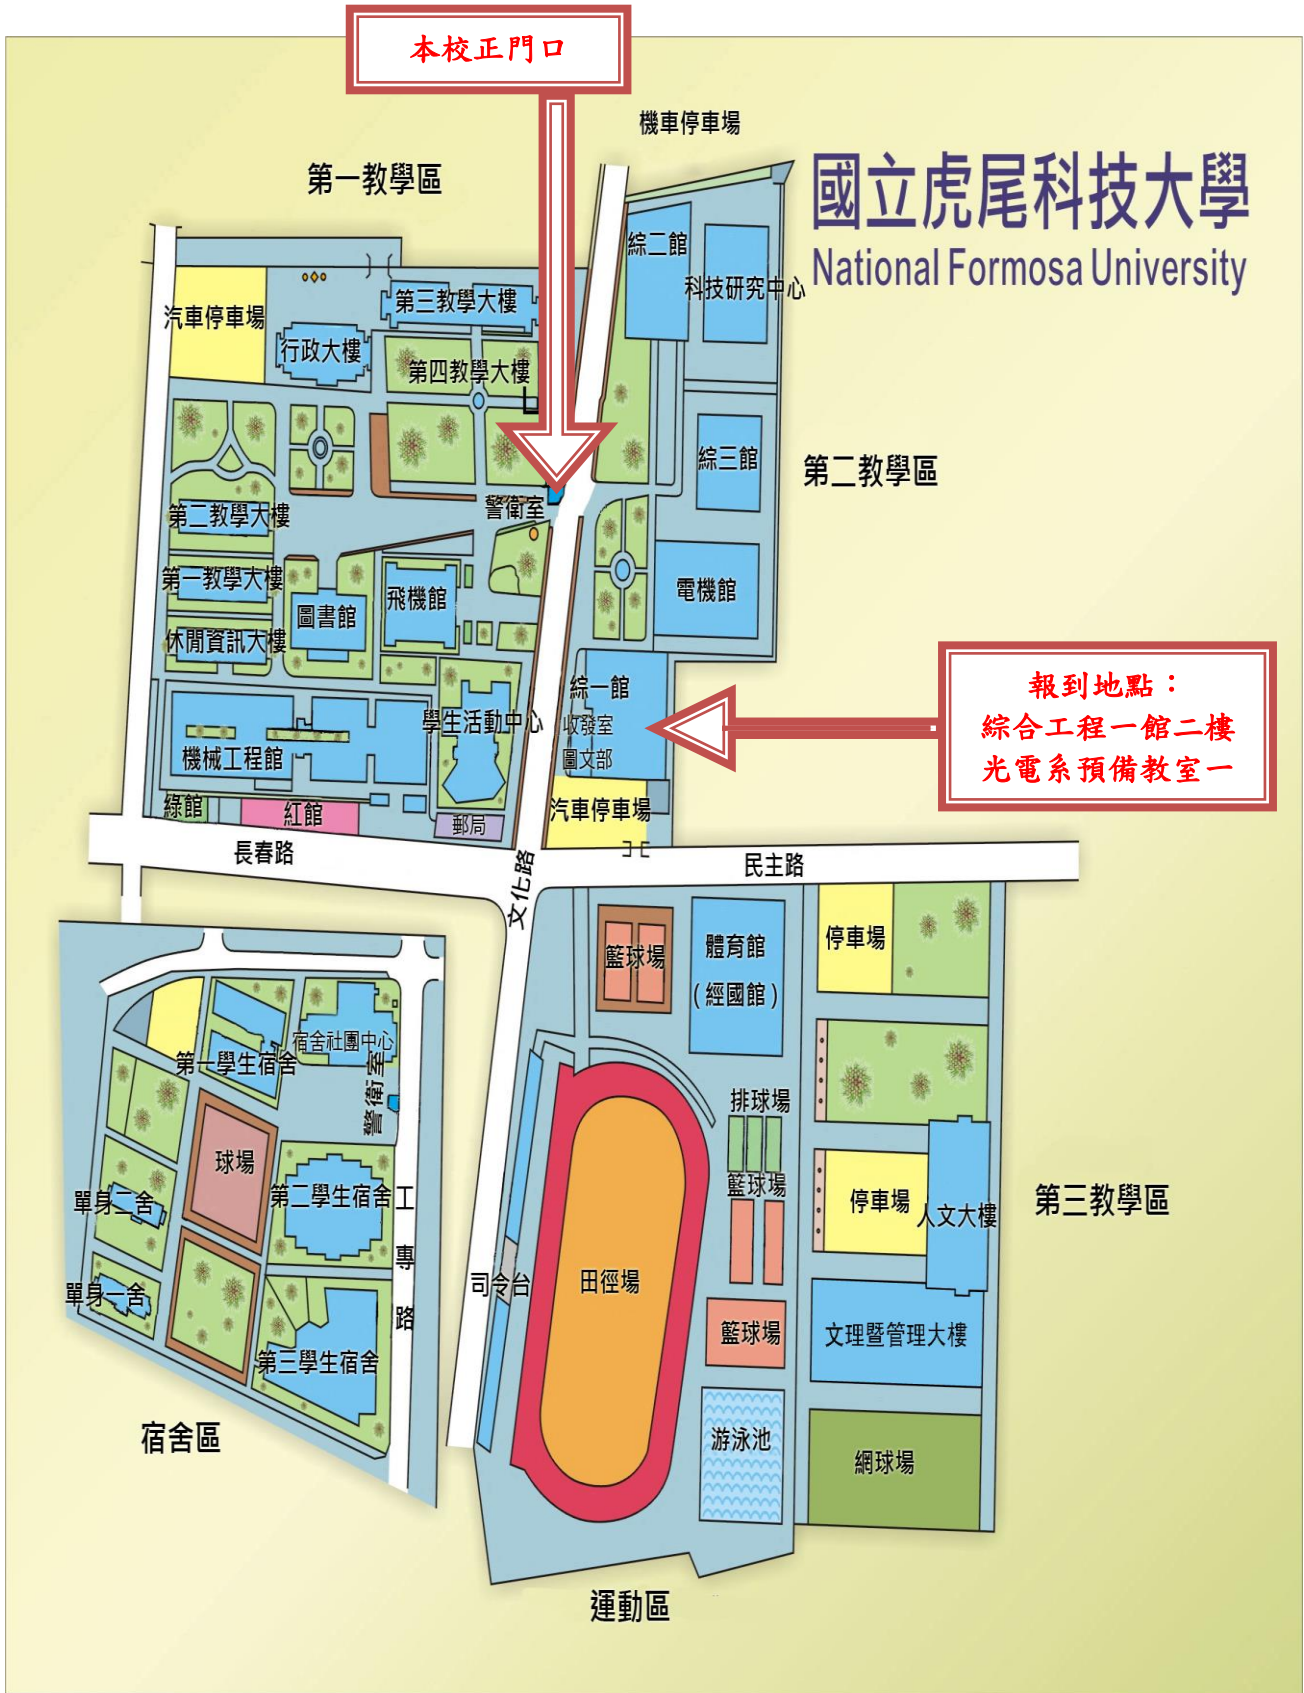 本校正門口
機車停車場
第一教學區
國立虎尾科技大學
National Formosa University
綜二館
科技研究中心
汽車停車場
第三教學大樓
行政大樓
第四教學大樓
綜三館
第二教學區
第二教學大樓
警衛室
第一教學大樓
圖書館
飛機館
電機館
休閒資訊大樓
報到地點：
綜合工程一館二樓
光電系預備教室一
綜一館
收發室
圖文部
學生活動中心
機械工程館
綠館
紅館
郵局
汽車停車場
長春路
文化路
民主路
籃球場
體育館
(經國館)
停車場
宿舍社團中心
第一學生宿舍
警衛室
排球場
球場
籃球場
第二學生宿舍
工專路
單身二舍
停車場
人文大樓
第三教學區
司令台
田徑場
單身一舍
籃球場
文理暨管理大樓
第三學生宿舍
宿舍區
游泳池
網球場
運動區